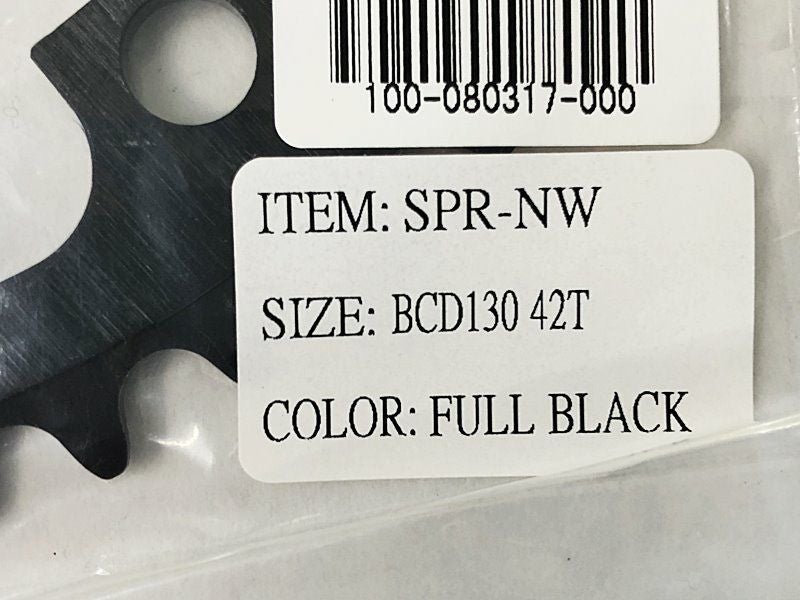 100-080317-000
ITEM: SPR-NW
SIZE: BCD130 42T
COLOR: FULL BLACK